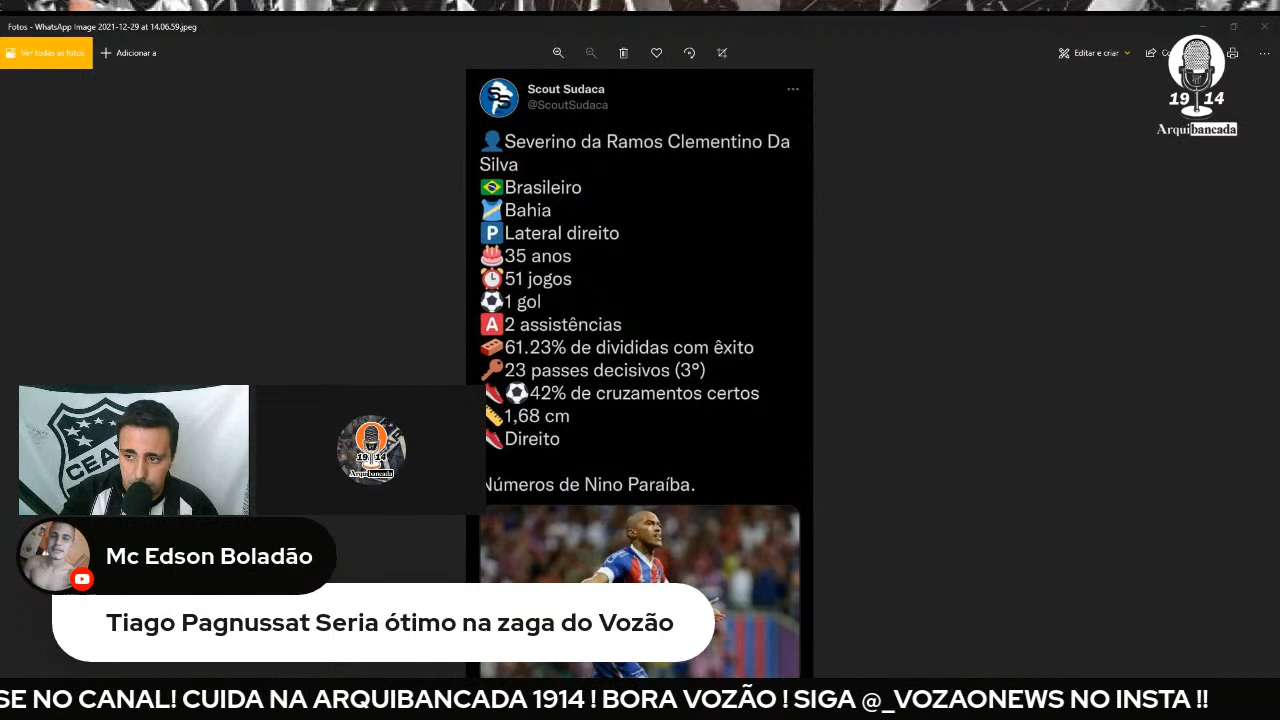 Fotos - WhatsApp Image 2021-12-29 at 14.06.59.jpeg
Ver todas as fotos
Adicionar a
Editar e criar
Scout Sudaca
@ScoutSudaca
19 14
Arquibancada
Severino da Ramos Clementino Da
Silva
Brasileiro
Bahia
P Lateral direito
35 anos
51 jogos
1 gol
A 2 assistências
61.23% de divididas com êxito
23 passes decisivos (3º)
42% de cruzamentos certos
1,68 cm
Direito
Números de Nino Paraíba.
CEA
19 14
Arquibancada
Mc Edson Boladão
Tiago Pagnussat Seria ótimo na zaga do Vozão
SE NO CANAL! CUIDA NA ARQUIBANCADA 1914 ! BORA VOZÃO ! SIGA @_VOZAONEWS NO INSTA !!